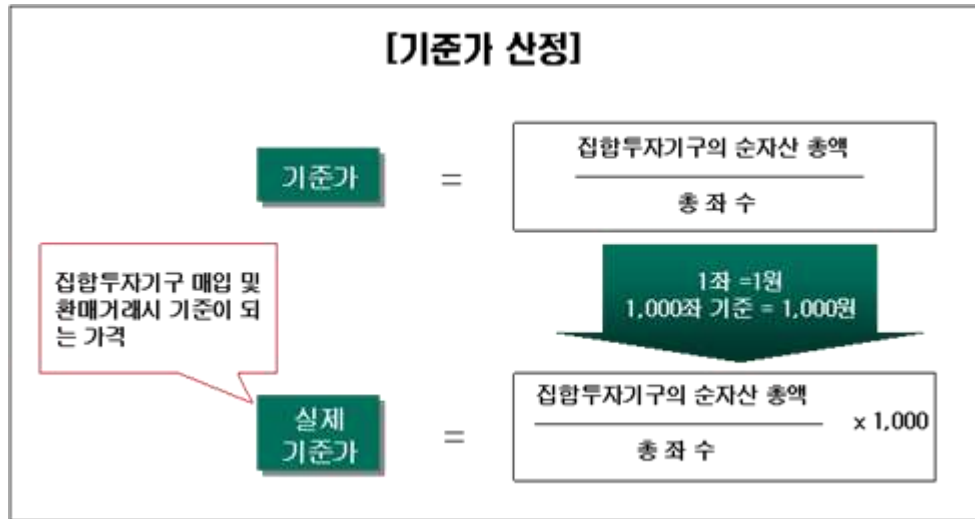 [기준가 산정]
기준가
=
집합투자기구의 순자산 총액
총 좌 수
집합투자기구 매입 및
환매거래시 기준이 되
는 가격
1좌 =1원
1,000좌 기준 = 1,000원
실제
기준가
=
집합투자기구의 순자산 총액
총 좌 수
x 1,000